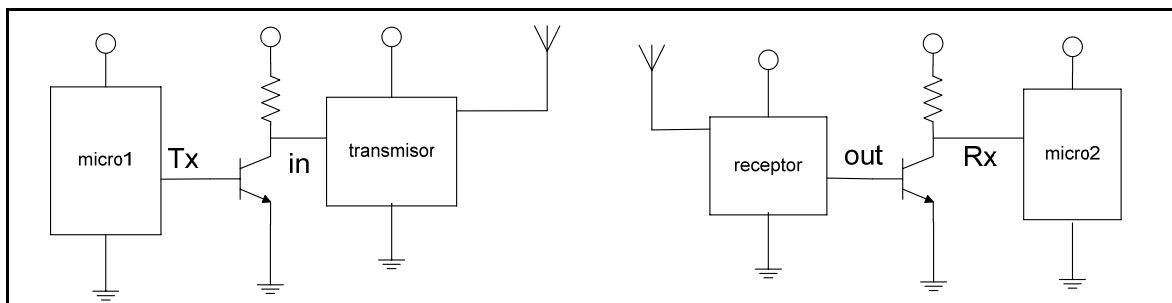 micro1
Tx
in
transmisor
receptor
out
Rx
micro2